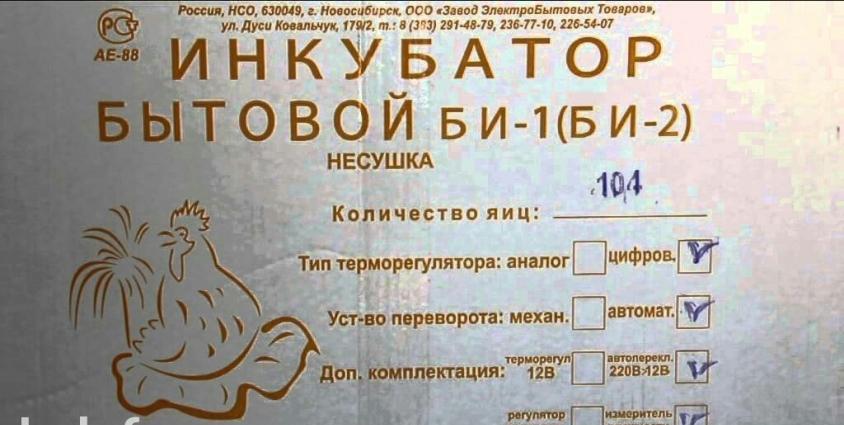 Россия, НСО, 630049, г. Новосибирск, ООО «Завод ЭлектроБытовых Товаров»,
ул. Дуси Ковальчук, 179/2, т.: 8 (383) 291-48-79, 236-77-10, 226-54-07
РСТ
АЕ-88
ИНКУБАТОР
БЫТОВОЙ БИ-1(БИ-2)
НЕСУШКА
Количество яиц: 104
Тип терморегулятора: аналог цифров.
Уст-во переворота: механ. автомат.
Доп. комплектация: терморегул 12В автоперекл. 220В>12В
регулятор измеритель